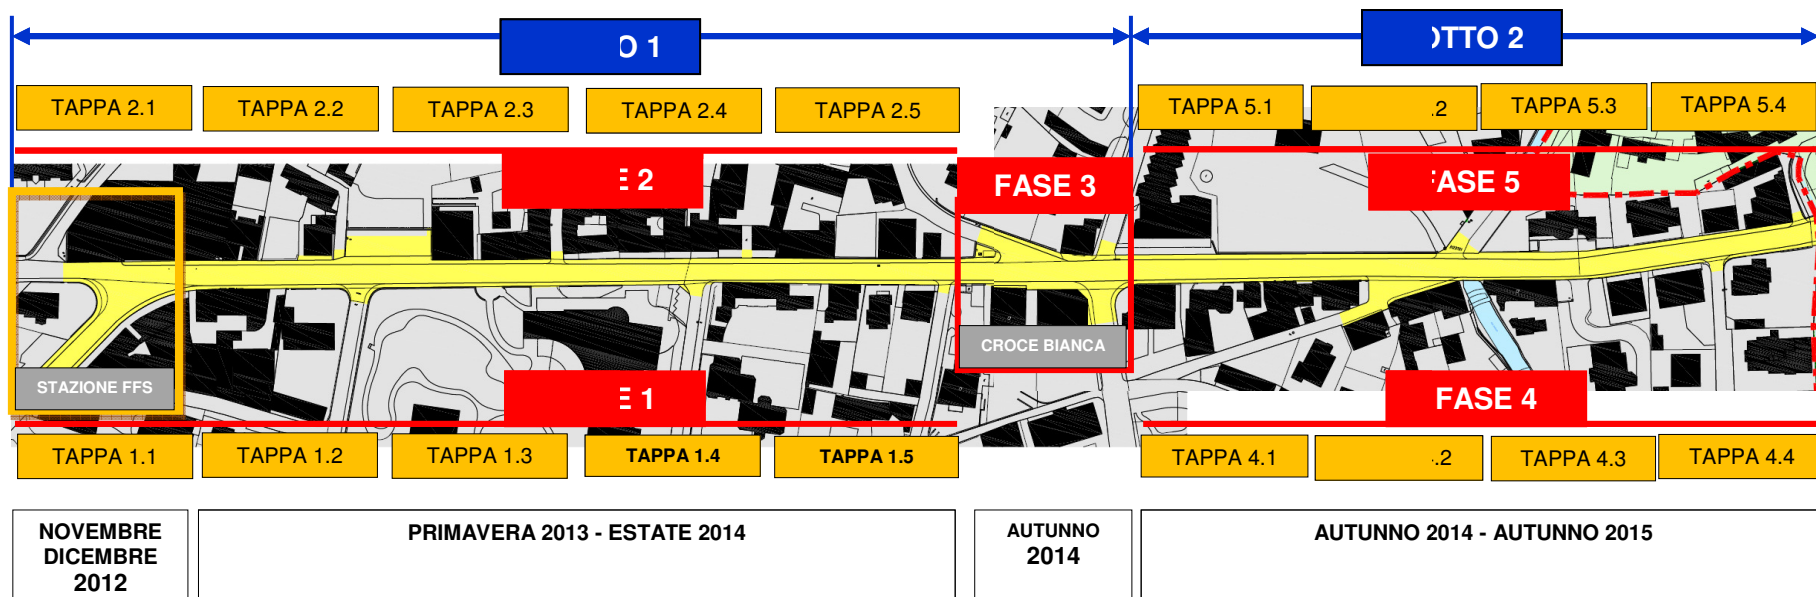 O 1
OTTO 2
TAPPA 2.1
TAPPA 2.2
TAPPA 2.3
TAPPA 2.4
TAPPA 2.5
TAPPA 5.1
.2
TAPPA 5.3
TAPPA 5.4
E 2
FASE 3
FASE 5
CROCE BIANCA
STAZIONE FFS
E 1
FASE 4
TAPPA 1.1
TAPPA 1.2
TAPPA 1.3
TAPPA 1.4
TAPPA 1.5
TAPPA 4.1
.2
TAPPA 4.3
TAPPA 4.4
NOVEMBRE
DICEMBRE
2012
PRIMAVERA 2013 - ESTATE 2014
AUTUNNO
2014
AUTUNNO 2014 - AUTUNNO 2015